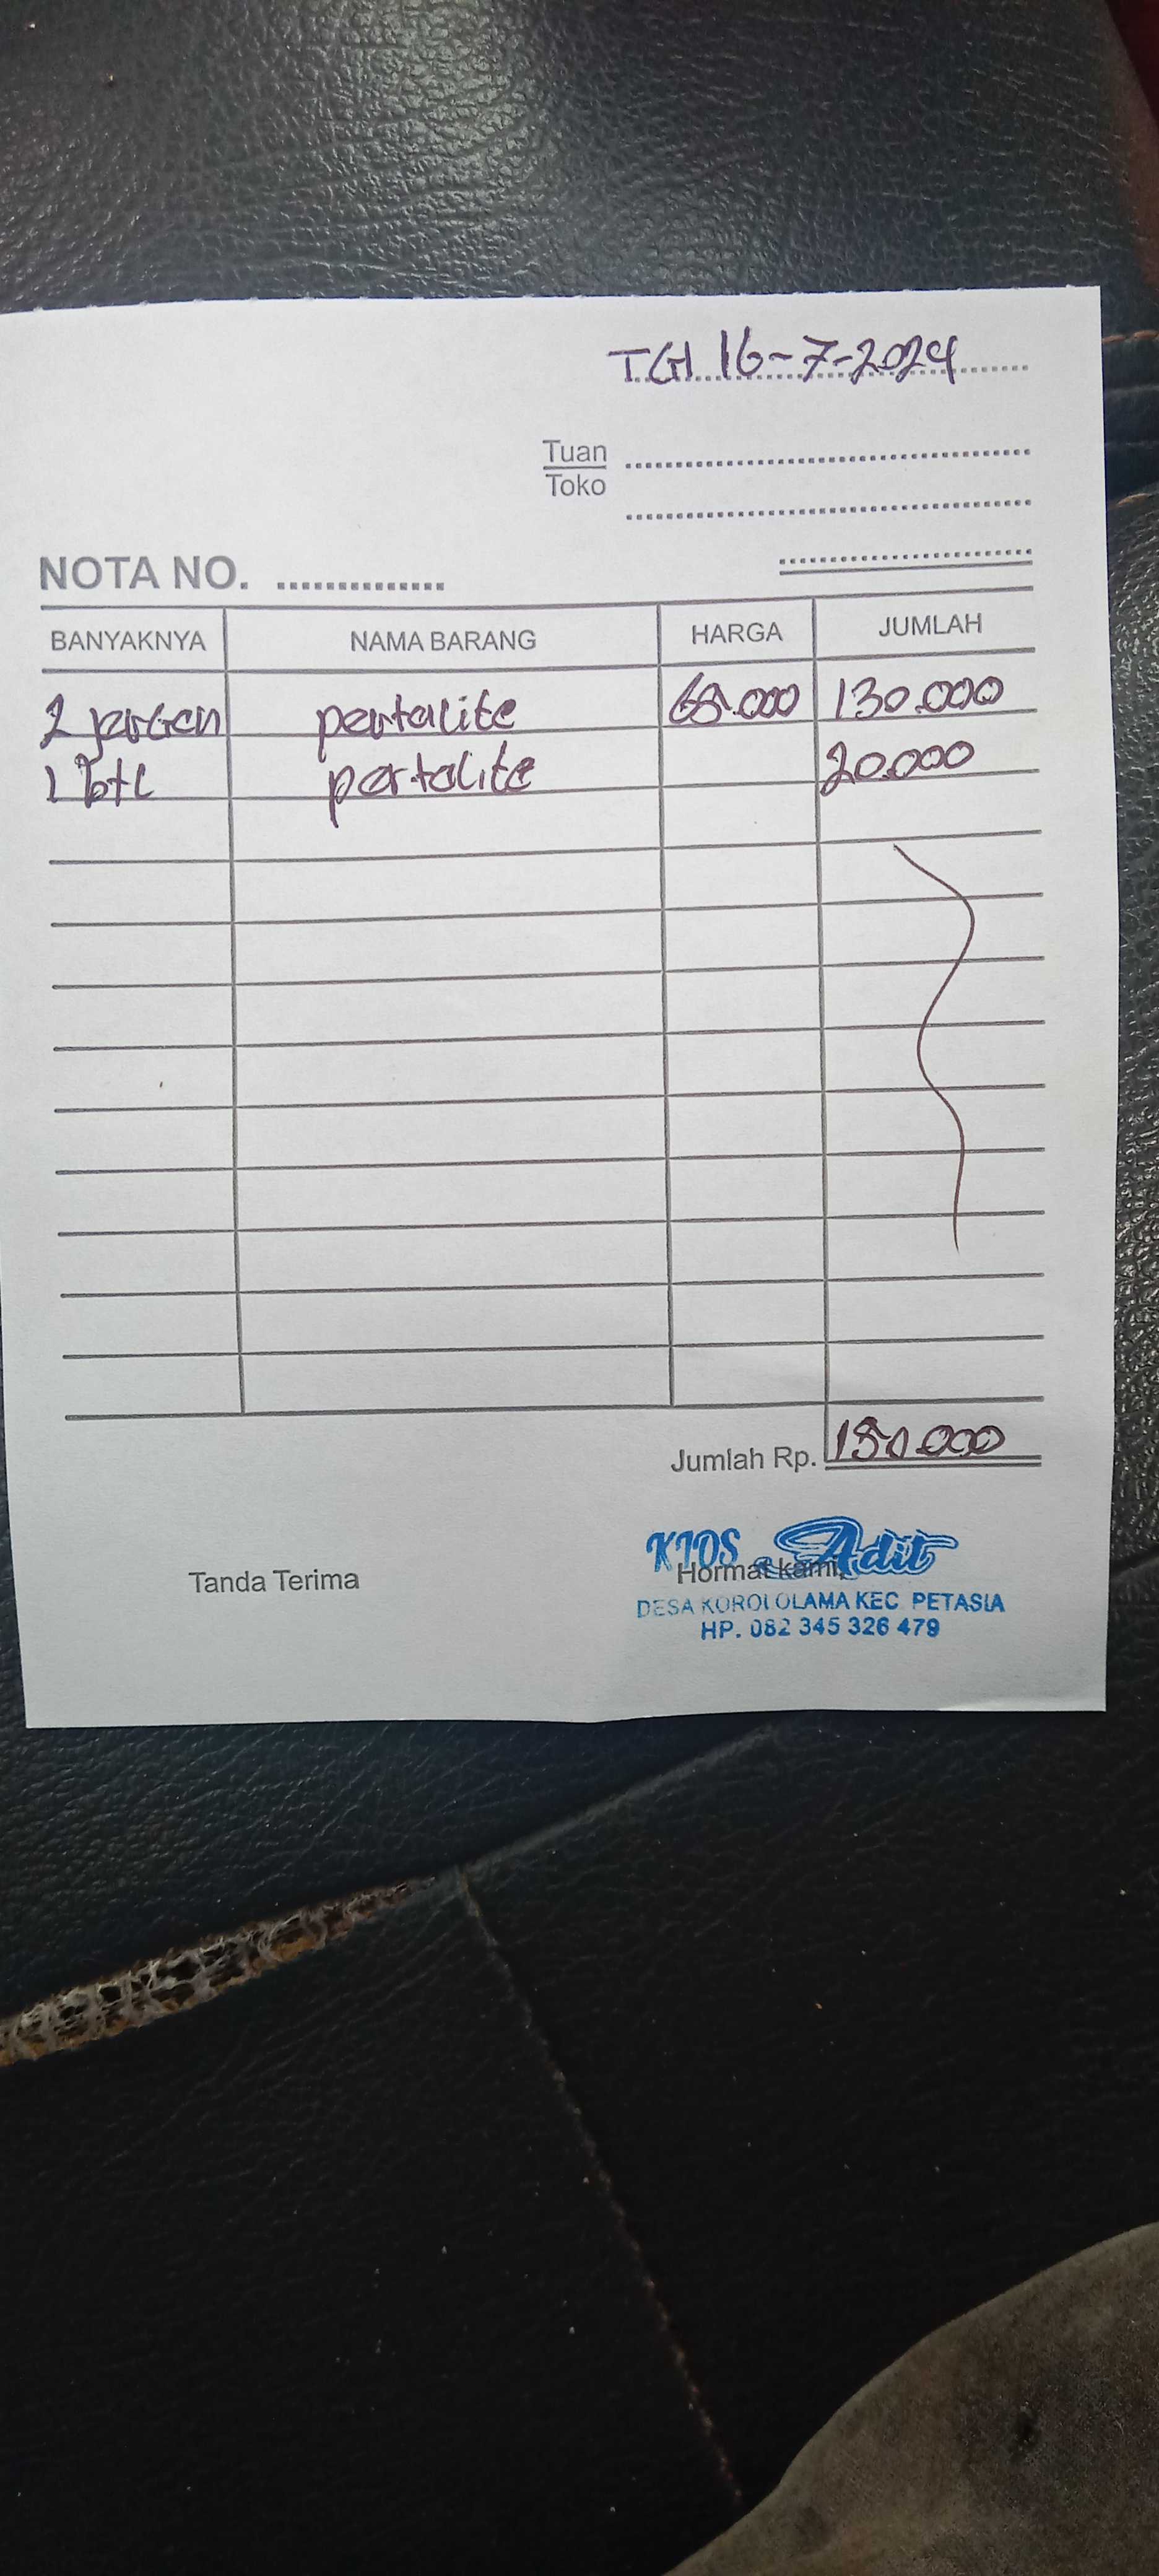 TGl 16-7-2024
Tuan
Toko
NOTA NO.
BANYAKNYA NAMA BARANG HARGA JUMLAH
2 jergen pertalite 65.000 130.000
1 btl pertalite 20.000
Jumlah Rp. 150.000
Tanda Terima Hormat kami,
KIOS Adit
DESA KOROLOLAMA KEC. PETASIA
HP. 082 345 326 479